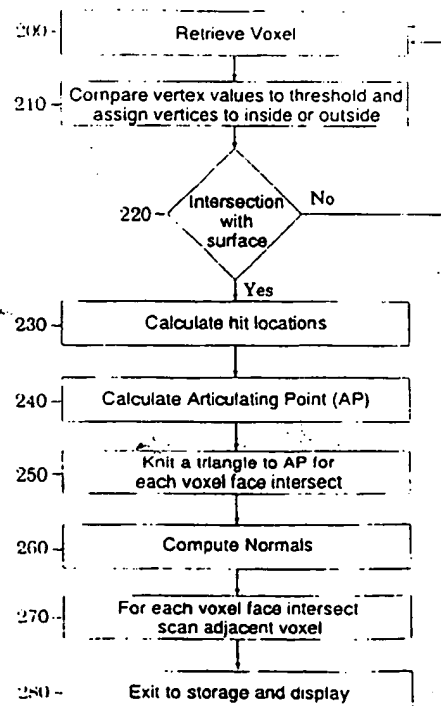 200
Retrieve Voxel
210
Compare vertex values to threshold and
assign vertices to inside or outside
220
Intersection
with
surface
No
Yes
230
Calculate hit locations
240
Calculate Articulating Point (AP)
250
Knit a triangle to AP for
each voxel face intersect
260
Compute Normals
270
For each voxel face intersect
scan adjacent voxel
280
Exit to storage and display